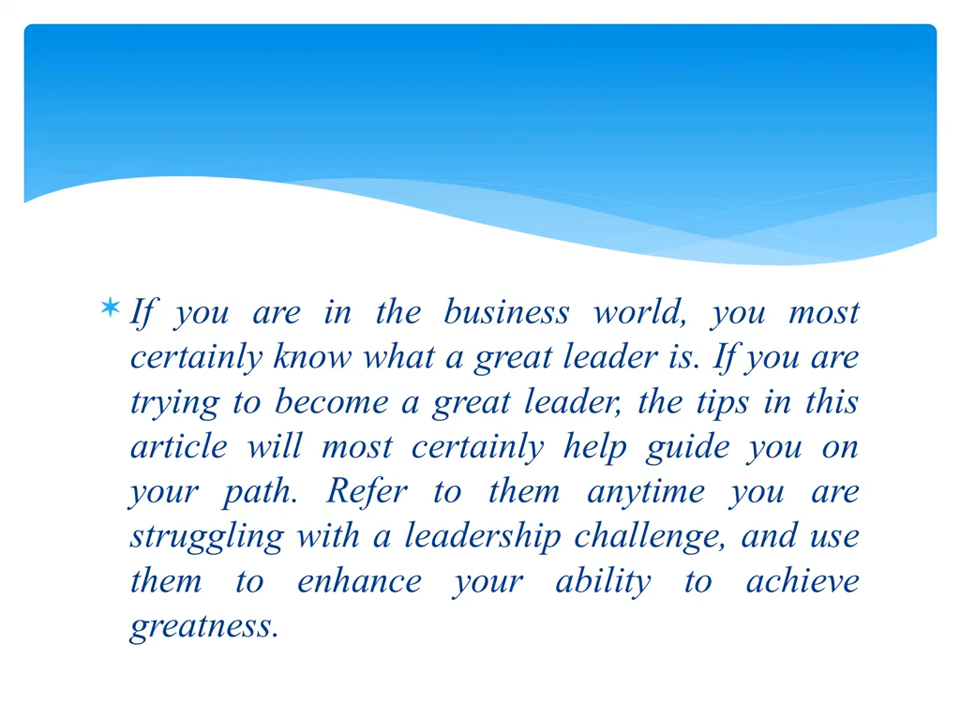 If you are in the business world, you most
certainly know what a great leader is. If you are
trying to become a great leader, the tips in this
article will most certainly help guide you on
your path. Refer to them anytime you are
struggling with a leadership challenge, and use
them to enhance your ability to achieve
greatness.